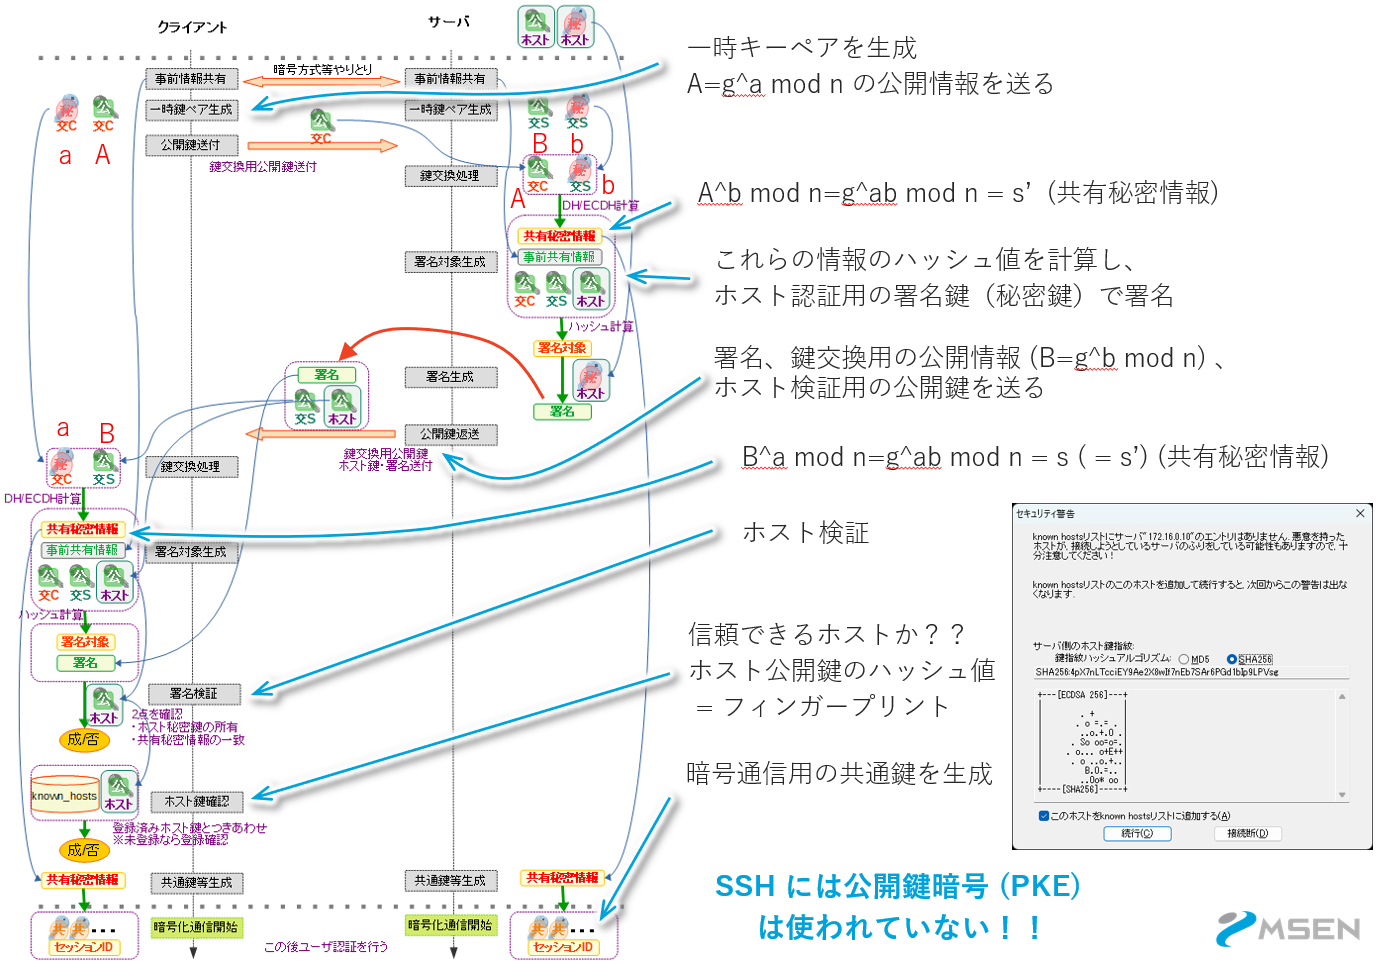 クライアント
サーバ
公
ホスト
秘
ホスト
事前情報共有
暗号方式等やりとり
事前情報共有
一時キーペアを生成
A=g^a mod n の公開情報を送る
秘
交C
公
交C
a
A
一時鍵ペア生成
一時鍵ペア生成
公
交S
秘
交S
B
b
公
交C
公開鍵送付
鍵交換用公開鍵送付
鍵交換処理
公
交C
秘
交S
A
b
DH/ECDH計算
A^b mod n=g^ab mod n = s’ (共有秘密情報)
共有秘密情報
事前共有情報
署名対象生成
公
交C
公
交S
公
ホスト
これらの情報のハッシュ値を計算し、
ホスト認証用の署名鍵（秘密鍵）で署名
ハッシュ計算
署名対象
署名生成
秘
ホスト
署名
署名
公
交S
公
ホスト
署名、鍵交換用の公開情報 (B=g^b mod n) 、
ホスト検証用の公開鍵を送る
公開鍵返送
鍵交換用公開鍵
ホスト鍵・署名送付
a
B
秘
交C
公
交S
鍵交換処理
DH/ECDH計算
B^a mod n=g^ab mod n = s ( = s’) (共有秘密情報)
共有秘密情報
事前共有情報
署名対象生成
公
交C
公
交S
公
ホスト
ハッシュ計算
署名対象
署名
ホスト検証
署名検証
公
ホスト
2点を確認
・ホスト秘密鍵の所有
・共有秘密情報の一致
成/否
信頼できるホストか？？
ホスト公開鍵のハッシュ値
= フィンガープリント
known_hosts
公
ホスト
ホスト鍵確認
登録済みホスト鍵とつきあわせ
※未登録なら登録確認
成/否
暗号通信用の共通鍵を生成
共有秘密情報
共通鍵等生成
共通鍵等生成
共有秘密情報
共
共
・・・
セッションID
暗号化通信開始
この後ユーザ認証を行う
暗号化通信開始
共
共
・・・
セッションID
セキュリティ警告
known hostsリストにサーバ"172.16.0.10"のエントリはありません. 悪意を持った
ホストが, 接続しようとしているサーバのふりをしている可能性もありますので, 十
分注意してください!
known hostsリストのこのホストを追加して続行すると, 次回からこの警告は出な
くなります.
サーバ側のホスト鍵指紋:
鍵指紋ハッシュアルゴリズム: MD5 SHA256
SHA256:4pX7nLTcciEY9Ae2X8wIf7nEb7SAr6PGd1bIp9LPVsg
+---[ECDSA 256]---+
. +
. o =.= .
..o.+.O .
. So oo=o=.
. o... o+E++
. o ..o.+..
B.O.=..
..Oo* oo
+----[SHA256]-----+
このホストをknown hostsリストに追加する(A)
続行(C)
接続断(D)
SSH には公開鍵暗号 (PKE)
は使われていない！！
MSEN